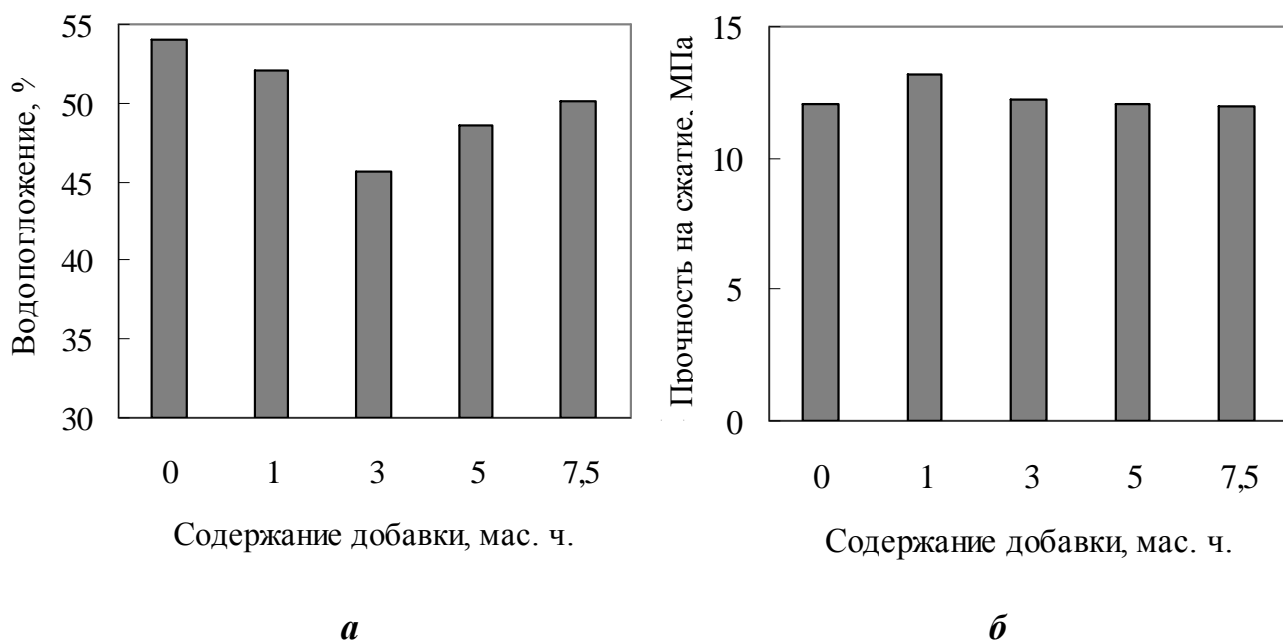 Водопогложение, %
55
50
45
40
35
30
0 1 3 5 7,5
Содержание добавки, мас. ч.
а
Прочность на сжатие, МПа
15
10
5
0
0 1 3 5 7,5
Содержание добавки, мас. ч.
б